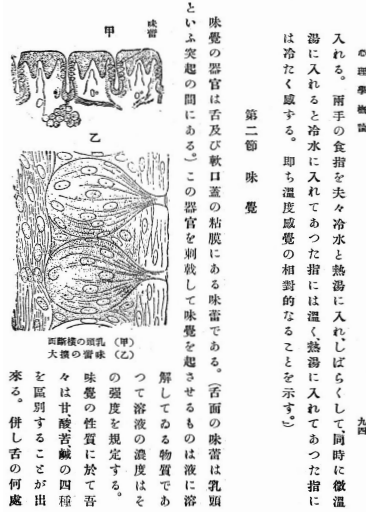 心理學概論
九四
入れる。兩手の食指を夫々冷水と熱湯に入れ、しばらくして、同時に微溫
湯に入れると冷水に入れてあつた指には溫く、熱湯に入れてあつた指に
は冷たく感ずる。卽ち溫度感覺の相對的なることを示す。)
第二節 味覺
味覺の器官は舌及び軟口蓋の粘膜にある味蕾である。(舌面の味蕾は乳頭
といふ突起の間にある。)この器官を刺戟して味覺を起させるものは液に溶
解してゐる物質であ
つて溶液の濃度はそ
の强度を規定する。
味覺の性質に於て吾
々は甘、酸、苦、鹹の四種
を區別することが出
來る。併し舌の何處
味蕾
甲
乙
(甲)乳頭の橫斷面
(乙)味蕾の擴大